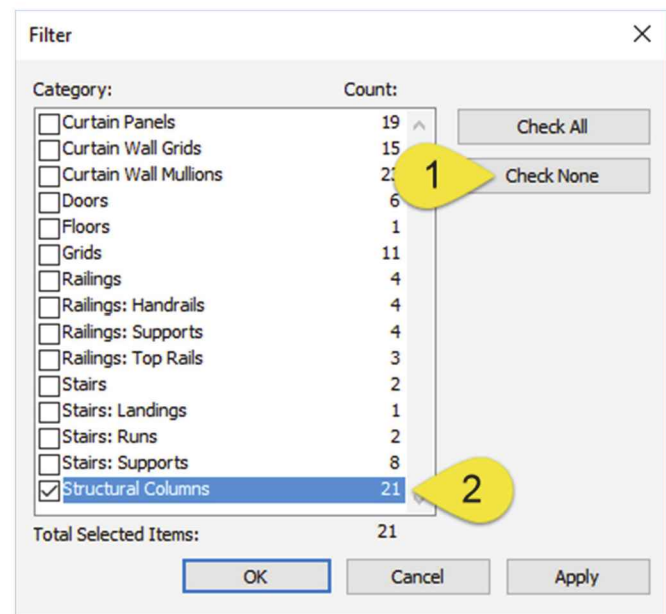 Filter
Category: Count:
Curtain Panels 19
Check All
Curtain Wall Grids 15
Curtain Wall Mullions
1
Check None
Doors 6
Floors 1
Grids 11
Railings 4
Railings: Handrails 4
Railings: Supports 4
Railings: Top Rails 3
Stairs 2
Stairs: Landings 1
Stairs: Runs 2
Stairs: Supports 8
Structural Columns 21
2
Total Selected Items: 21
OK Cancel Apply